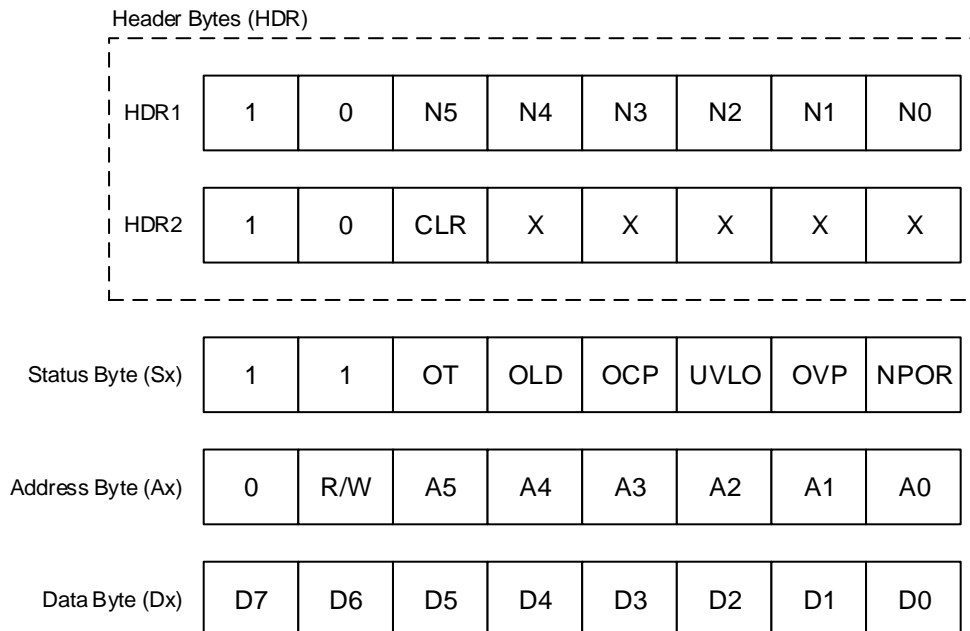 Header Bytes (HDR)
HDR1 1 0 N5 N4 N3 N2 N1 N0
HDR2 1 0 CLR X X X X X
Status Byte (Sx) 1 1 OT OLD OCP UVLO OVP NPOR
Address Byte (Ax) 0 R/W A5 A4 A3 A2 A1 A0
Data Byte (Dx) D7 D6 D5 D4 D3 D2 D1 D0